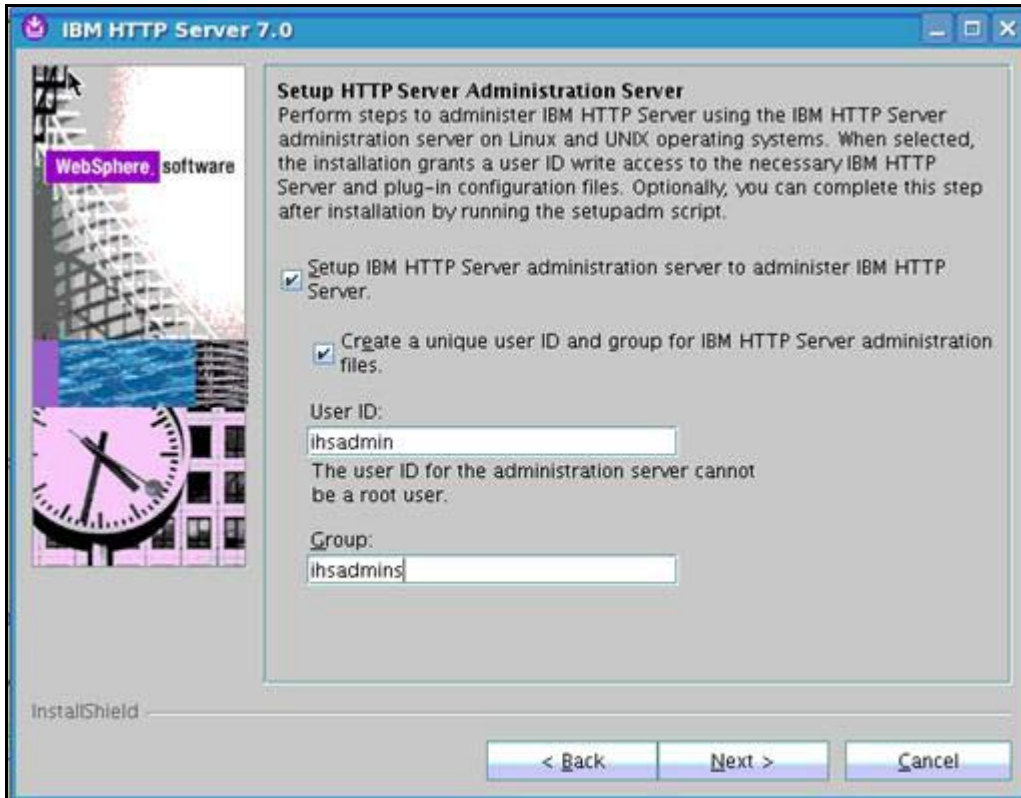 IBM HTTP Server 7.0
WebSphere software
Setup HTTP Server Administration Server
Perform steps to administer IBM HTTP Server using the IBM HTTP Server
administration server on Linux and UNIX operating systems. When selected,
the installation grants a user ID write access to the necessary IBM HTTP
Server and plug-in configuration files. Optionally, you can complete this step
after installation by running the setupadm script.
Setup IBM HTTP Server administration server to administer IBM HTTP
Server.
Create a unique user ID and group for IBM HTTP Server administration
files.
User ID:
ihsadmin
The user ID for the administration server cannot
be a root user.
Group:
ihsadmins
InstallShield
< Back Next > Cancel